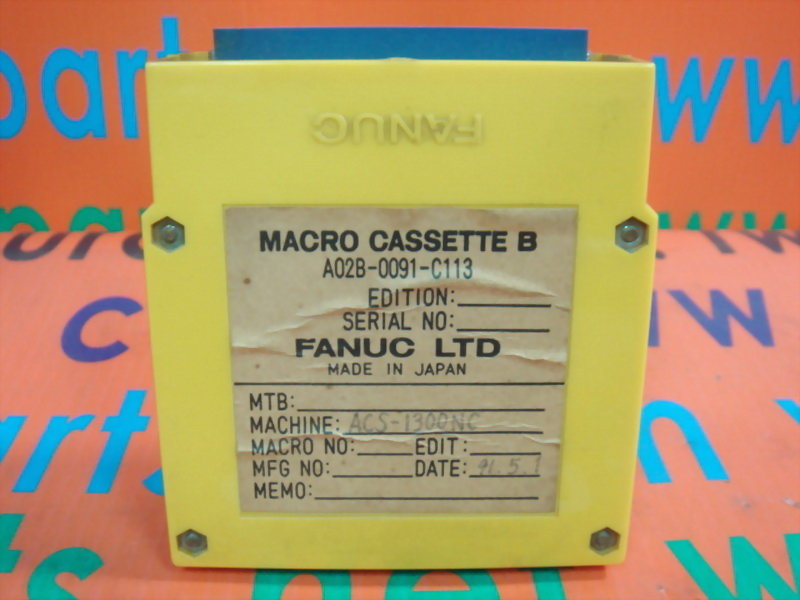 FANUC
MACRO CASSETTE B
A02B-0091-C113
EDITION:
SERIAL NO:
FANUC LTD
MADE IN JAPAN
MTB:
MACHINE: ACS-1300NC
MACRO NO: EDIT:
MFG NO: DATE: 91.5.1
MEMO: